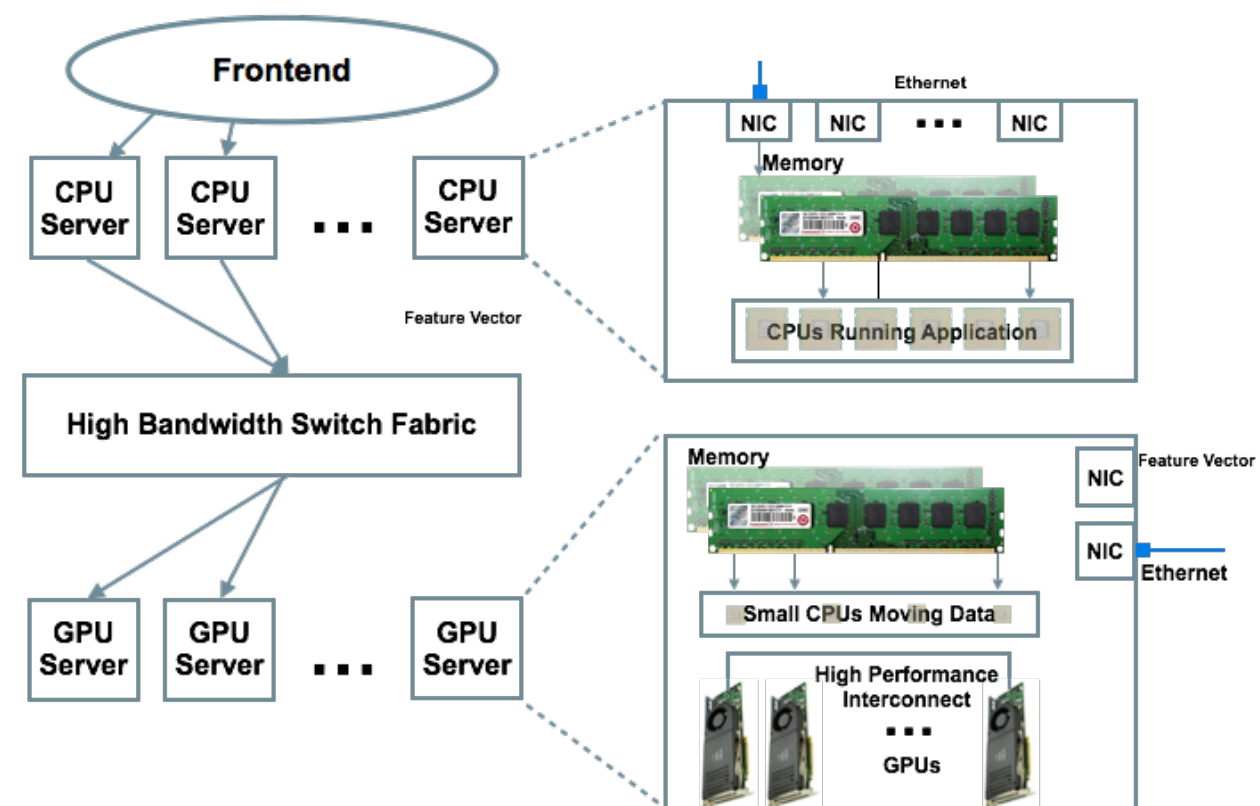 Frontend
CPU
Server
CPU
Server
...
CPU
Server
Ethernet
NIC
NIC
...
NIC
Memory
CPUs Running Application
Feature Vector
High Bandwidth Switch Fabric
GPU
Server
GPU
Server
...
GPU
Server
Memory
NIC
Feature Vector
NIC
Ethernet
Small CPUs Moving Data
High Performance
Interconnect
...
GPUs